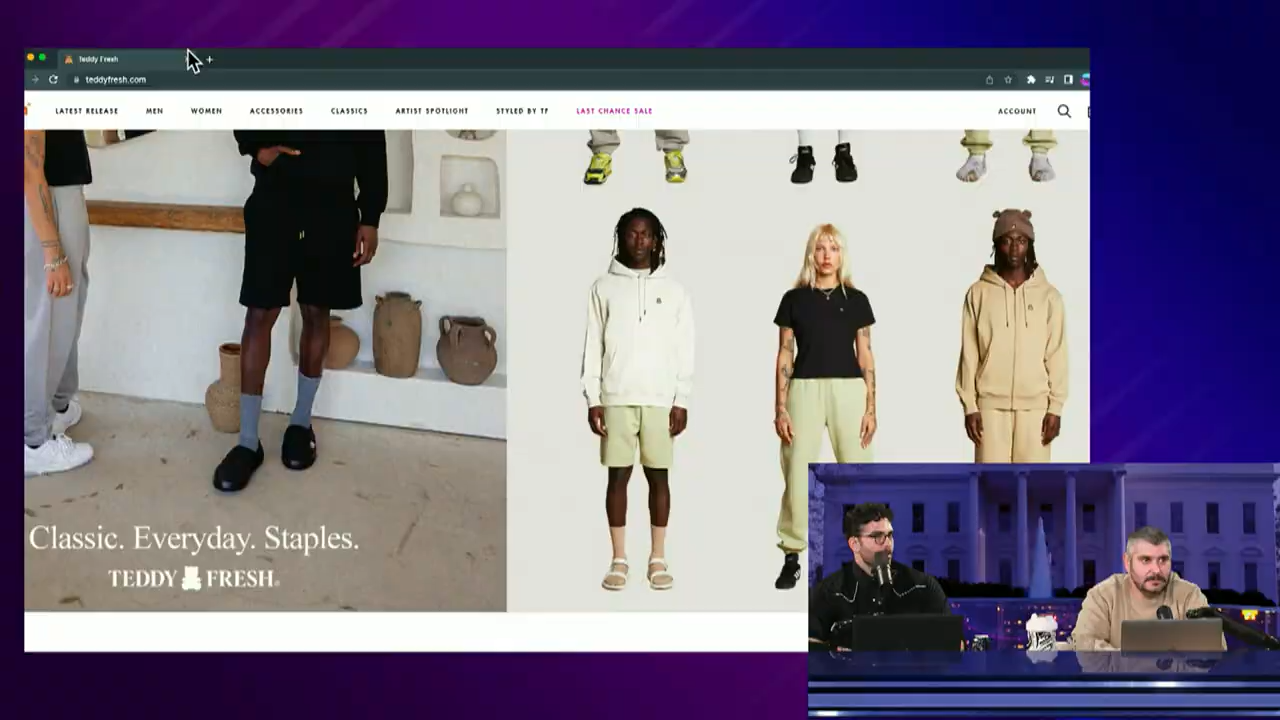 Teddy Fresh
teddyfresh.com
LATEST RELEASE MEN WOMEN ACCESSORIES CLASSICS ARTIST SPOTLIGHT STYLED BY TF LAST CHANCE SALE ACCOUNT
Classic. Everyday. Staples.
TEDDY FRESH